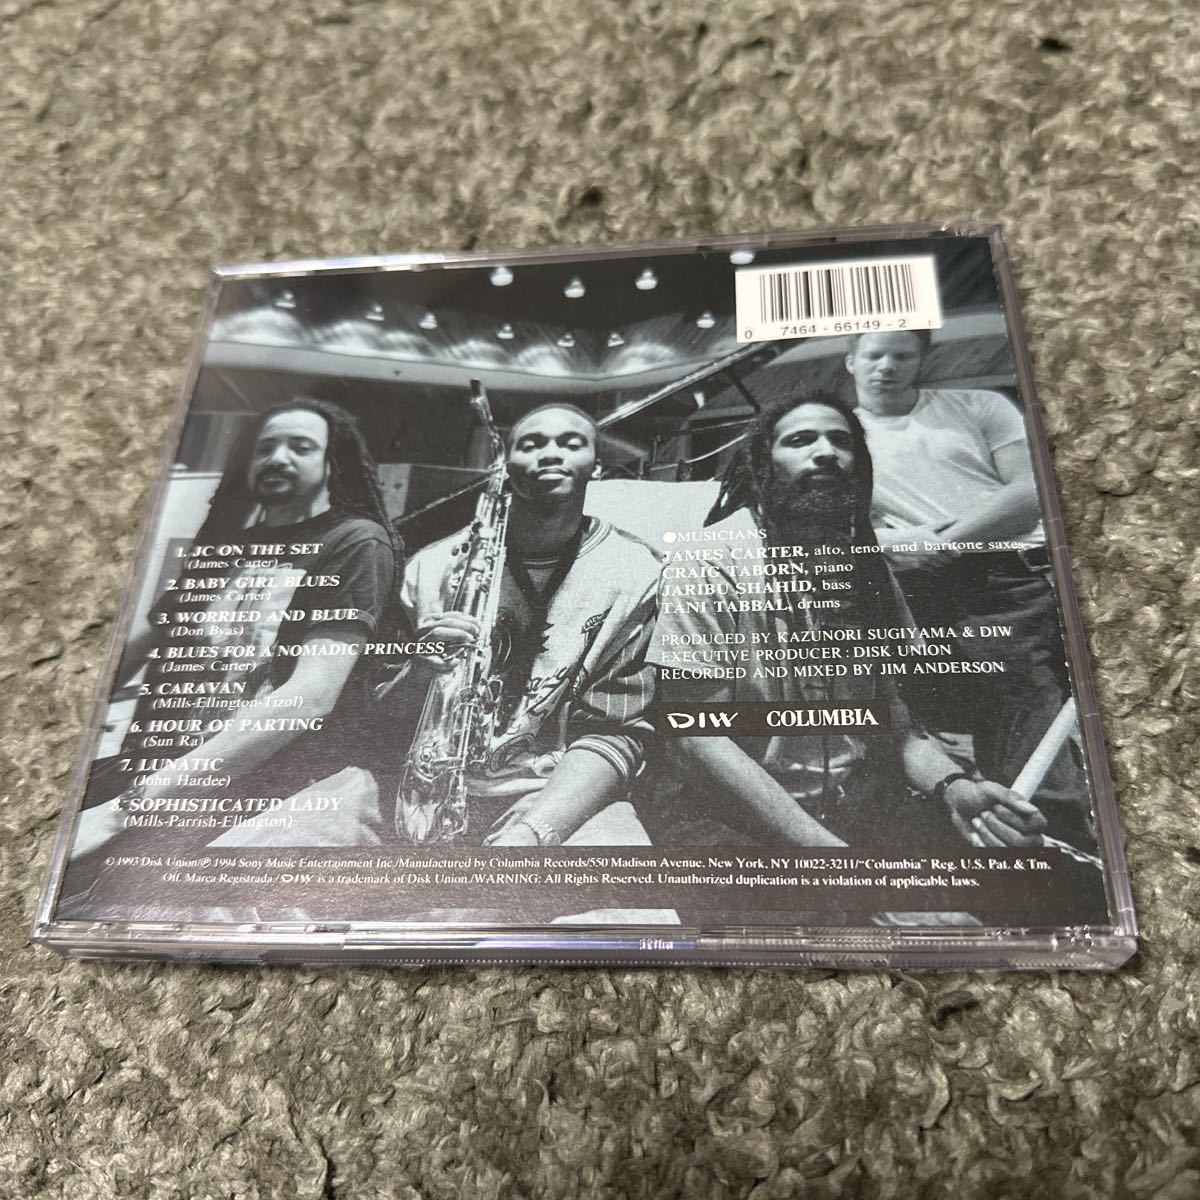 0 7464-66149-2 1
1. JC ON THE SET
(James Carter)
2. BABY GIRL BLUES
(James Carter)
3. WORRIED AND BLUE
(Don Byas)
4. BLUES FOR A NOMADIC PRINCESS
(James Carter)
5. CARAVAN
(Mills-Ellington-Tizol)
6. HOUR OF PARTING
(Sun Ra)
7. LUNATIC
(John Hardee)
8. SOPHISTICATED LADY
(Mills-Parrish-Ellington)
●MUSICIANS
JAMES CARTER, alto, tenor and baritone saxes
CRAIG TABORN, piano
JARIBU SHAHID, bass
TANI TABBAL, drums
PRODUCED BY KAZUNORI SUGIYAMA & DIW
EXECUTIVE PRODUCER : DISK UNION
RECORDED AND MIXED BY JIM ANDERSON
DIW COLUMBIA
© 1993 Disk Union/℗ 1994 Sony Music Entertainment Inc./Manufactured by Columbia Records/550 Madison Avenue, New York, NY 10022-3211/"Columbia" Reg. U.S. Pat. & Tm.
Off. Marca Registrada./DIW is a trademark of Disk Union./WARNING: All Rights Reserved. Unauthorized duplication is a violation of applicable laws.